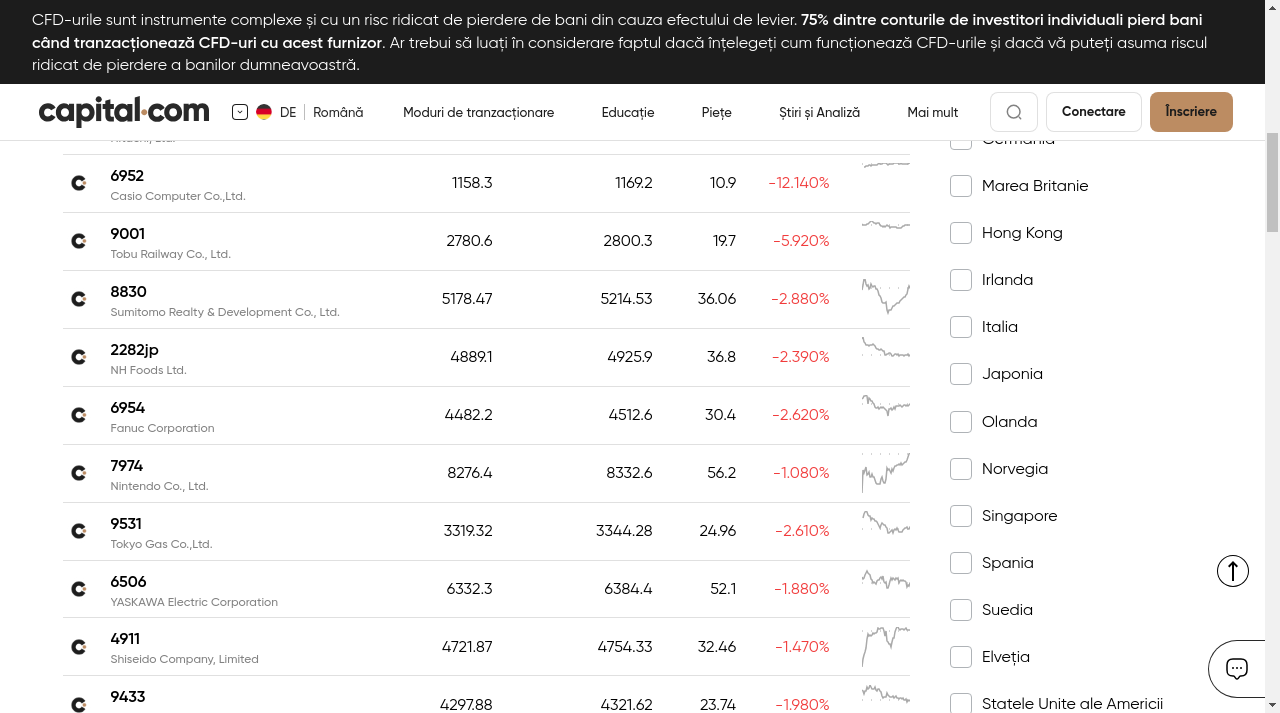 CFD-urile sunt instrumente complexe și cu un risc ridicat de pierdere de bani din cauza efectului de levier. 75% dintre conturile de investitori individuali pierd bani
când tranzacționează CFD-uri cu acest furnizor. Ar trebui să luați în considerare faptul dacă înțelegeți cum funcționează CFD-urile și dacă vă puteți asuma riscul
ridicat de pierdere a banilor dumneavoastră.
capital.com DE Română Moduri de tranzacționare Educație Piețe Știri și Analiză Mai mult Conectare Înscriere
6952 1158.3 1169.2 10.9 -12.140%
Casio Computer Co.,Ltd.
9001 2780.6 2800.3 19.7 -5.920%
Tobu Railway Co., Ltd.
8830 5178.47 5214.53 36.06 -2.880%
Sumitomo Realty & Development Co., Ltd.
2282jp 4889.1 4925.9 36.8 -2.390%
NH Foods Ltd.
6954 4482.2 4512.6 30.4 -2.620%
Fanuc Corporation
7974 8276.4 8332.6 56.2 -1.080%
Nintendo Co., Ltd.
9531 3319.32 3344.28 24.96 -2.610%
Tokyo Gas Co.,Ltd.
6506 6332.3 6384.4 52.1 -1.880%
YASKAWA Electric Corporation
4911 4721.87 4754.33 32.46 -1.470%
Shiseido Company, Limited
9433 4297.88 4321.62 23.74 -1.980%
Germania
Marea Britanie
Hong Kong
Irlanda
Italia
Japonia
Olanda
Norvegia
Singapore
Spania
Suedia
Elveția
Statele Unite ale Americii